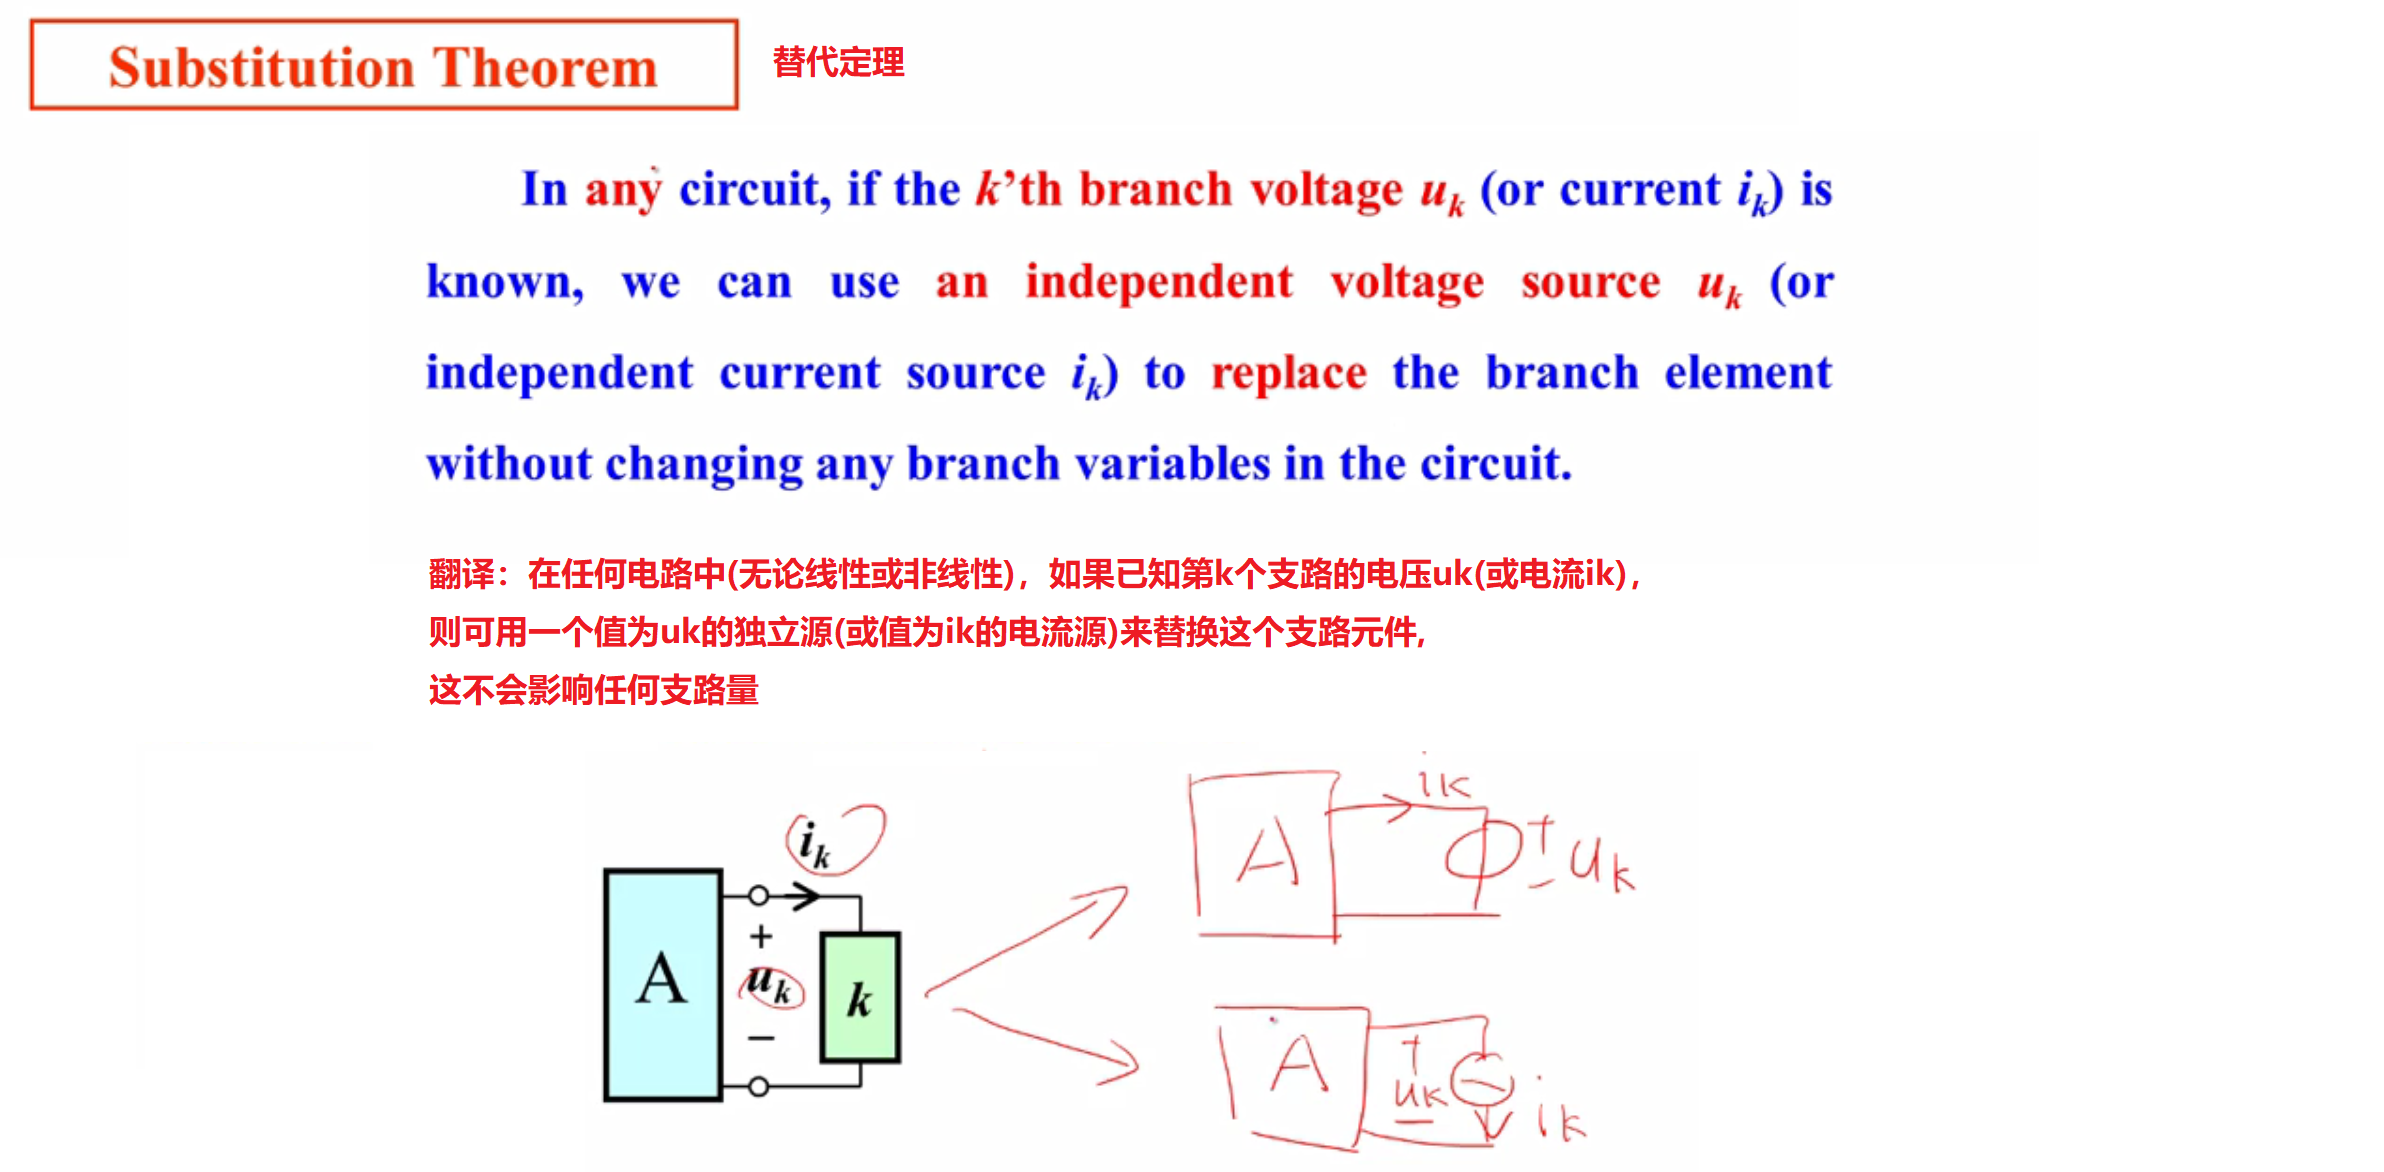 Substitution Theorem
替代定理
In any circuit, if the k’th branch voltage uk (or current ik) is
known, we can use an independent voltage source uk (or
independent current source ik) to replace the branch element
without changing any branch variables in the circuit.
翻译：在任何电路中(无论线性或非线性)，如果已知第k个支路的电压uk(或电流ik)，
则可用一个值为uk的独立源(或值为ik的电流源)来替换这个支路元件,
这不会影响任何支路量
ik
A
+
uk
−
k
ik
A
+
−
uk
A
+
uk
−
ik